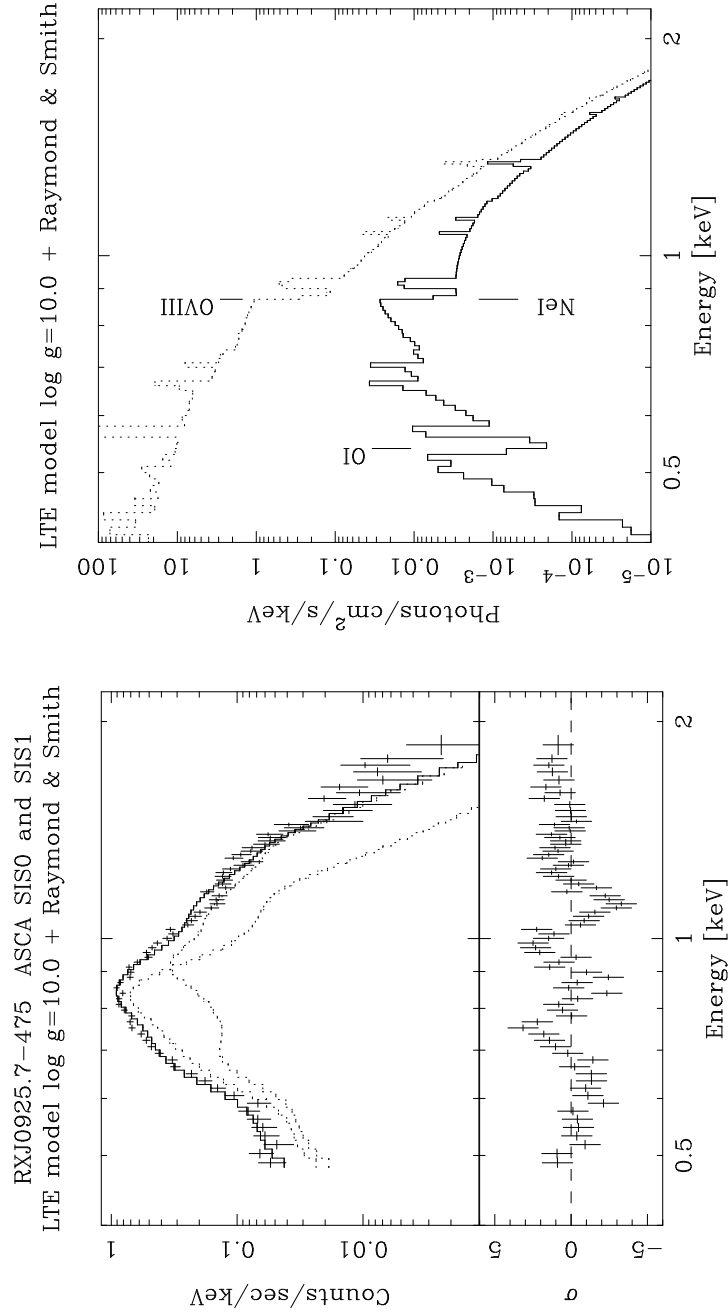 RXJ0925.7−475 ASCA SIS0 and SIS1
LTE model log g=10.0 + Raymond & Smith
Counts/sec/keV
1
0.1
0.01
σ
5
0
−5
0.5
1
2
Energy [keV]
LTE model log g=10.0 + Raymond & Smith
Photons/cm²/s/keV
100
10
1
0.1
0.01
10⁻³
10⁻⁴
10⁻⁵
OI
OVIII
NeI
0.5
1
2
Energy [keV]